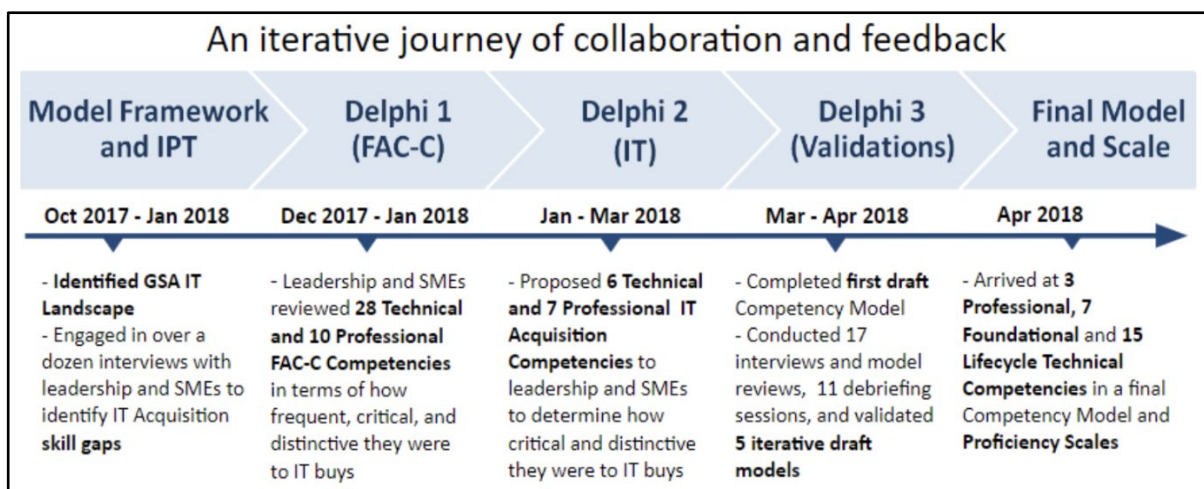 An iterative journey of collaboration and feedback
Model Framework
and IPT
Delphi 1
(FAC-C)
Delphi 2
(IT)
Delphi 3
(Validations)
Final Model
and Scale
Oct 2017 - Jan 2018
Dec 2017 - Jan 2018
Jan - Mar 2018
Mar - Apr 2018
Apr 2018
- Identified GSA IT
Landscape
- Engaged in over a
dozen interviews with
leadership and SMEs to
identify IT Acquisition
skill gaps
- Leadership and SMEs
reviewed 28 Technical
and 10 Professional
FAC-C Competencies
in terms of how
frequent, critical, and
distinctive they were
to IT buys
- Proposed 6 Technical
and 7 Professional IT
Acquisition
Competencies to
leadership and SMEs
to determine how
critical and distinctive
they were to IT buys
- Completed first draft
Competency Model
- Conducted 17
interviews and model
reviews, 11 debriefing
sessions, and validated
5 iterative draft
models
- Arrived at 3
Professional, 7
Foundational and 15
Lifecycle Technical
Competencies in a final
Competency Model and
Proficiency Scales